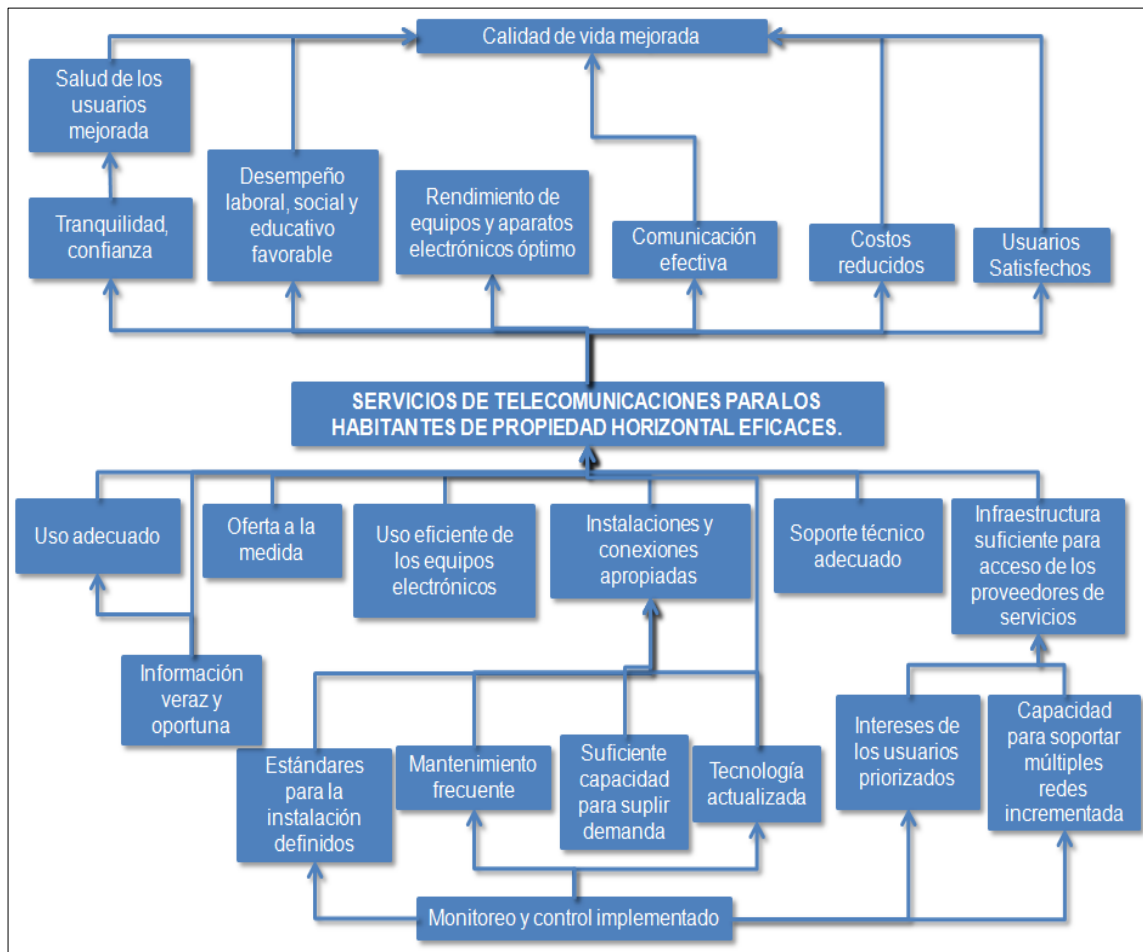 Calidad de vida mejorada
Salud de los
usuarios
mejorada
Tranquilidad,
confianza
Desempeño
laboral, social y
educativo
favorable
Rendimiento de
equipos y aparatos
electrónicos óptimo
Comunicación
efectiva
Costos
reducidos
Usuarios
Satisfechos
SERVICIOS DE TELECOMUNICACIONES PARA LOS
HABITANTES DE PROPIEDAD HORIZONTAL EFICACES.
Uso adecuado
Oferta a la
medida
Uso eficiente de
los equipos
electrónicos
Instalaciones y
conexiones
apropiadas
Soporte técnico
adecuado
Infraestructura
suficiente para
acceso de los
proveedores de
servicios
Información
veraz y
oportuna
Estándares
para la
instalación
definidos
Mantenimiento
frecuente
Suficiente
capacidad
para suplir
demanda
Tecnología
actualizada
Intereses de
los usuarios
priorizados
Capacidad
para soportar
múltiples
redes
incrementada
Monitoreo y control implementado